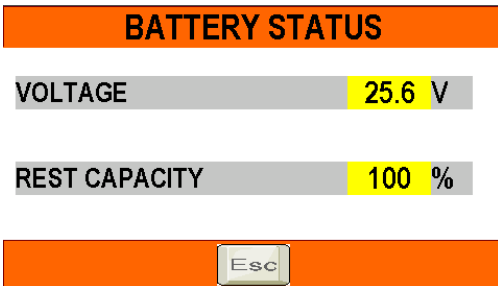 BATTERY STATUS
VOLTAGE 25.6 V
REST CAPACITY 100 %
Esc